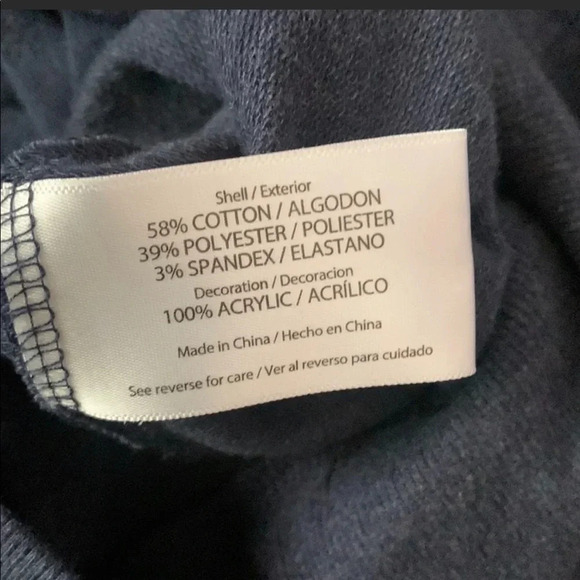 Shell / Exterior
58% COTTON / ALGODON
39% POLYESTER / POLIESTER
3% SPANDEX / ELASTANO
Decoration / Decoracion
100% ACRYLIC / ACRÍLICO
Made in China / Hecho en China
See reverse for care / Ver al reverso para cuidado